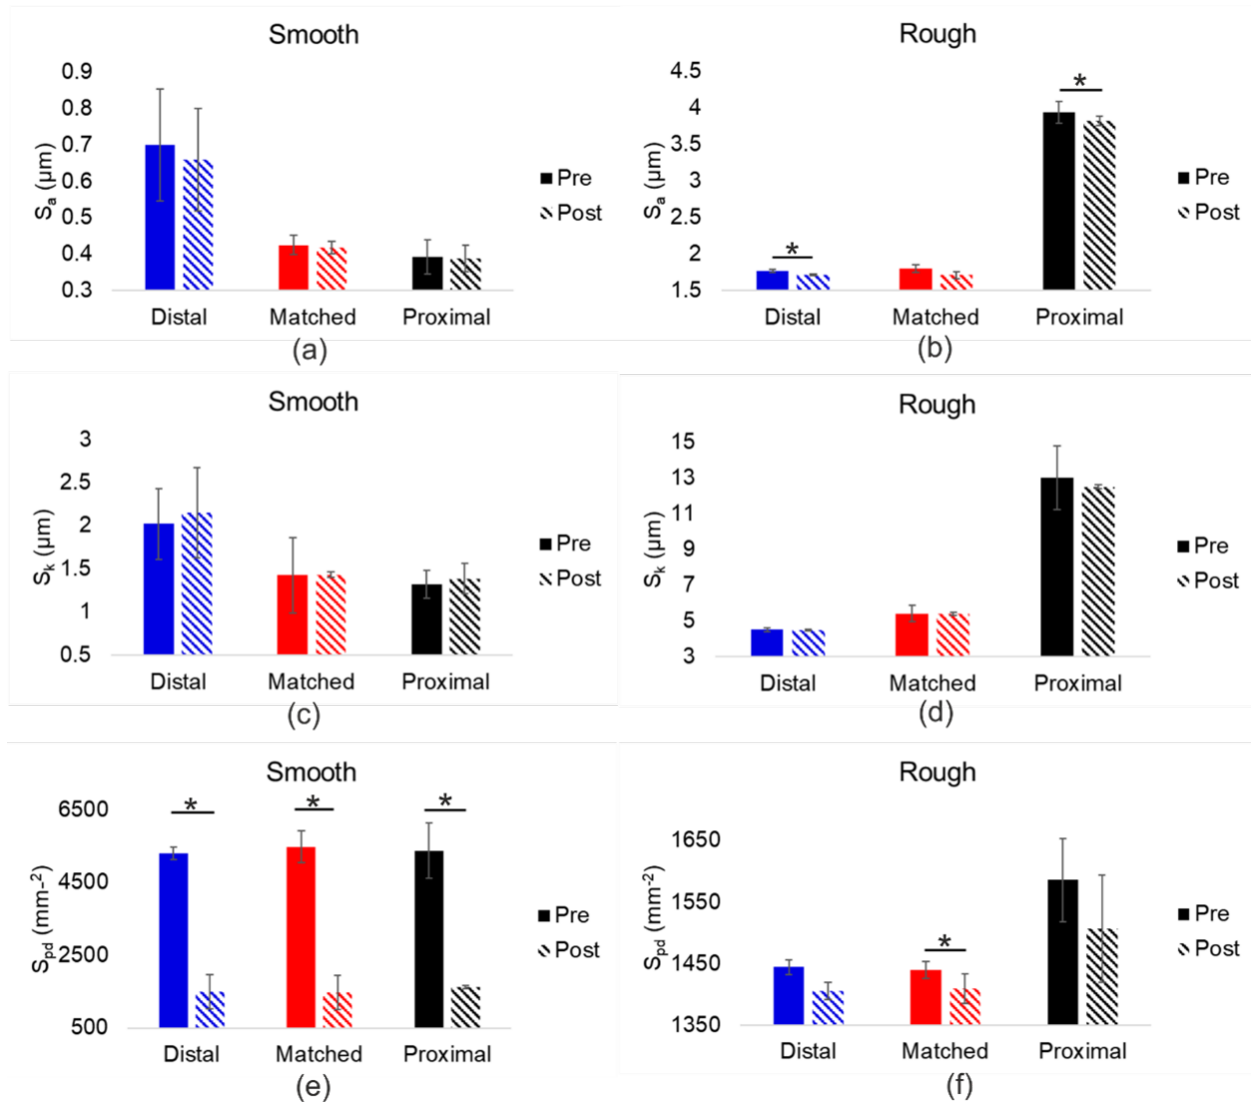 Smooth
0.9
0.8
0.7
0.6
0.5
0.4
0.3
Sₐ (µm)
Distal Matched Proximal
Pre
Post
(a)
Rough
4.5
4
3.5
3
2.5
2
1.5
Sₐ (µm)
*
*
Distal Matched Proximal
Pre
Post
(b)
Smooth
3
2.5
2
1.5
1
0.5
Sₖ (µm)
Distal Matched Proximal
Pre
Post
(c)
Rough
15
13
11
9
7
5
3
Sₖ (µm)
Distal Matched Proximal
Pre
Post
(d)
Smooth
6500
4500
2500
500
Spd (mm-²)
* * *
Distal Matched Proximal
Pre
Post
(e)
Rough
1650
1550
1450
1350
Spd (mm-²)
*
Distal Matched Proximal
Pre
Post
(f)